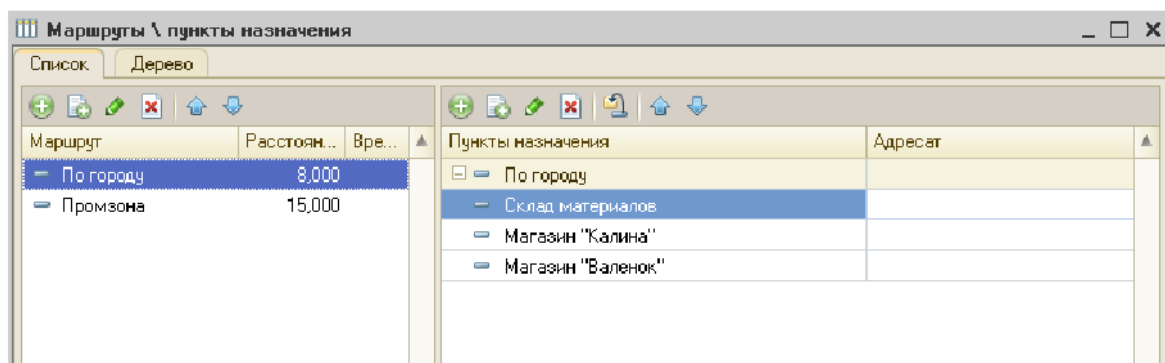 Маршруты \ пункты назначения
Список Дерево
Маршрут Расстоян... Вре... Пункты назначения Адресат
По городу 8,000 По городу
Промзона 15,000 Склад материалов
Магазин "Калина"
Магазин "Валенок"